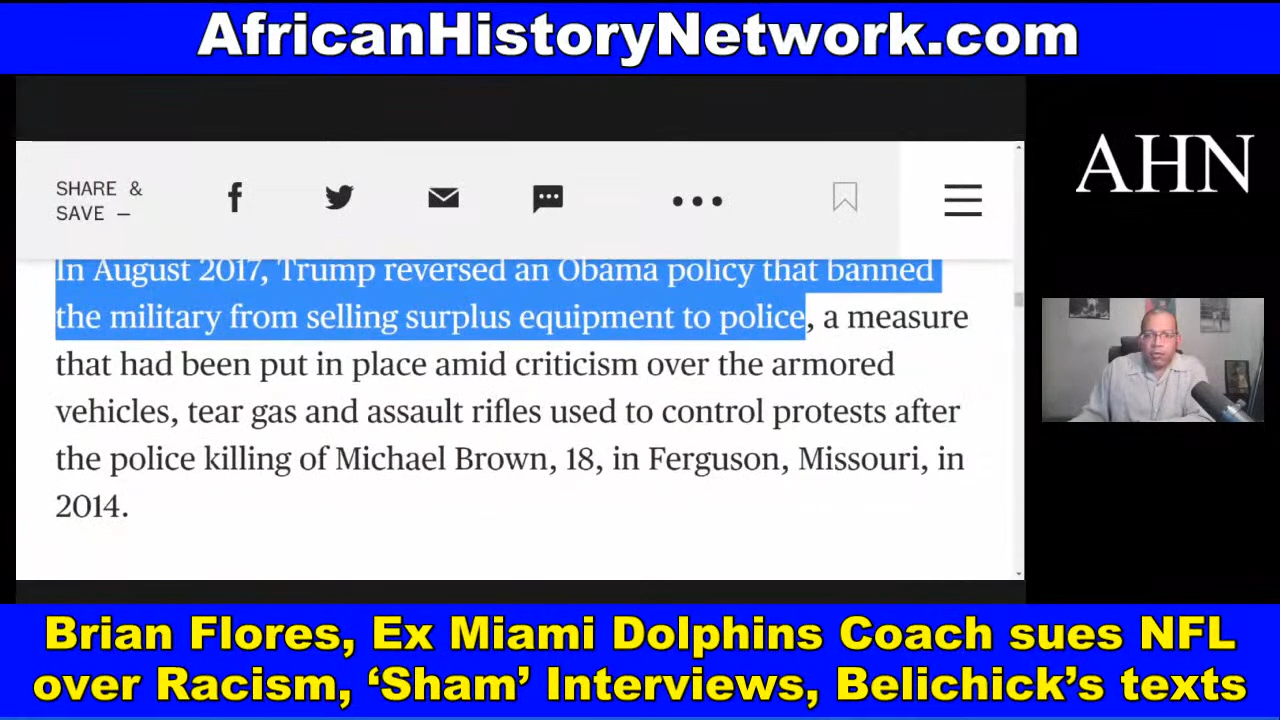 AfricanHistoryNetwork.com
AHN
SHARE &
SAVE —
In August 2017, Trump reversed an Obama policy that banned
the military from selling surplus equipment to police, a measure
that had been put in place amid criticism over the armored
vehicles, tear gas and assault rifles used to control protests after
the police killing of Michael Brown, 18, in Ferguson, Missouri, in
2014.
Brian Flores, Ex Miami Dolphins Coach sues NFL
over Racism, ‘Sham’ Interviews, Belichick’s texts